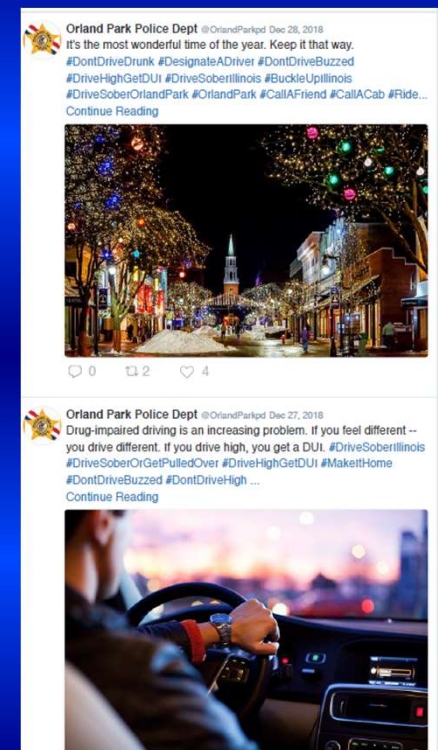 Orland Park Police Dept @OrlandParkpd Dec 28, 2018
It's the most wonderful time of the year. Keep it that way.
#DontDriveDrunk #DesignateADriver #DontDriveBuzzed
#DriveHighGetDUI #DriveSoberIllinois #BuckleUpIllinois
#DriveSoberOrlandPark #OrlandPark #CallAFriend #CallACab #Ride...
Continue Reading
0 2 4
Orland Park Police Dept @OrlandParkpd Dec 27, 2018
Drug-impaired driving is an increasing problem. If you feel different --
you drive different. If you drive high, you get a DUI. #DriveSoberIllinois
#DriveSoberOrGetPulledOver #DriveHighGetDUI #MakeItHome
#DontDriveBuzzed #DontDriveHigh ...
Continue Reading